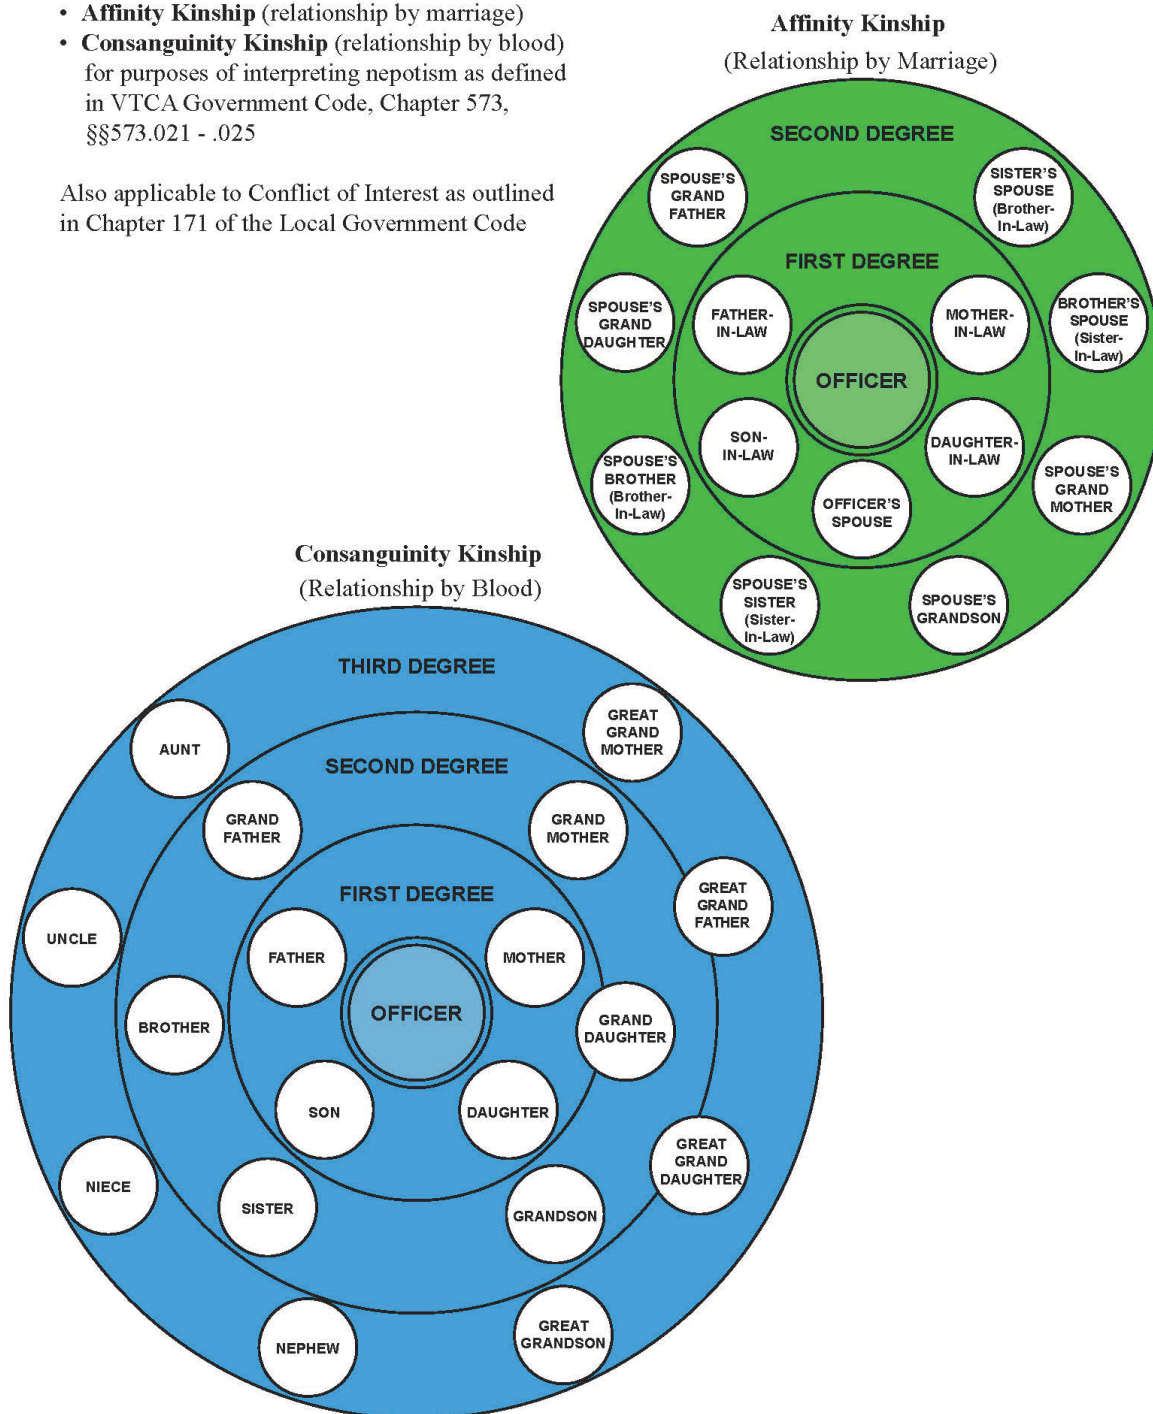 • Affinity Kinship (relationship by marriage)
• Consanguinity Kinship (relationship by blood)
for purposes of interpreting nepotism as defined
in VTCA Government Code, Chapter 573,
§§573.021 - .025
Also applicable to Conflict of Interest as outlined
in Chapter 171 of the Local Government Code
Affinity Kinship
(Relationship by Marriage)
SECOND DEGREE
SPOUSE'S
GRAND
FATHER
SISTER'S
SPOUSE
(Brother-
In-Law)
FIRST DEGREE
SPOUSE'S
GRAND
DAUGHTER
FATHER-
IN-LAW
MOTHER-
IN-LAW
BROTHER'S
SPOUSE
(Sister-
In-Law)
OFFICER
SON-
IN-LAW
DAUGHTER-
IN-LAW
SPOUSE'S
BROTHER
(Brother-
In-Law)
OFFICER'S
SPOUSE
SPOUSE'S
GRAND
MOTHER
SPOUSE'S
SISTER
(Sister-
In-Law)
SPOUSE'S
GRANDSON
Consanguinity Kinship
(Relationship by Blood)
THIRD DEGREE
AUNT
GREAT
GRAND
MOTHER
SECOND DEGREE
GRAND
FATHER
GRAND
MOTHER
FIRST DEGREE
GREAT
GRAND
FATHER
UNCLE
FATHER
MOTHER
OFFICER
BROTHER
GRAND
DAUGHTER
SON
DAUGHTER
GREAT
GRAND
DAUGHTER
NIECE
SISTER
GRANDSON
NEPHEW
GREAT
GRANDSON